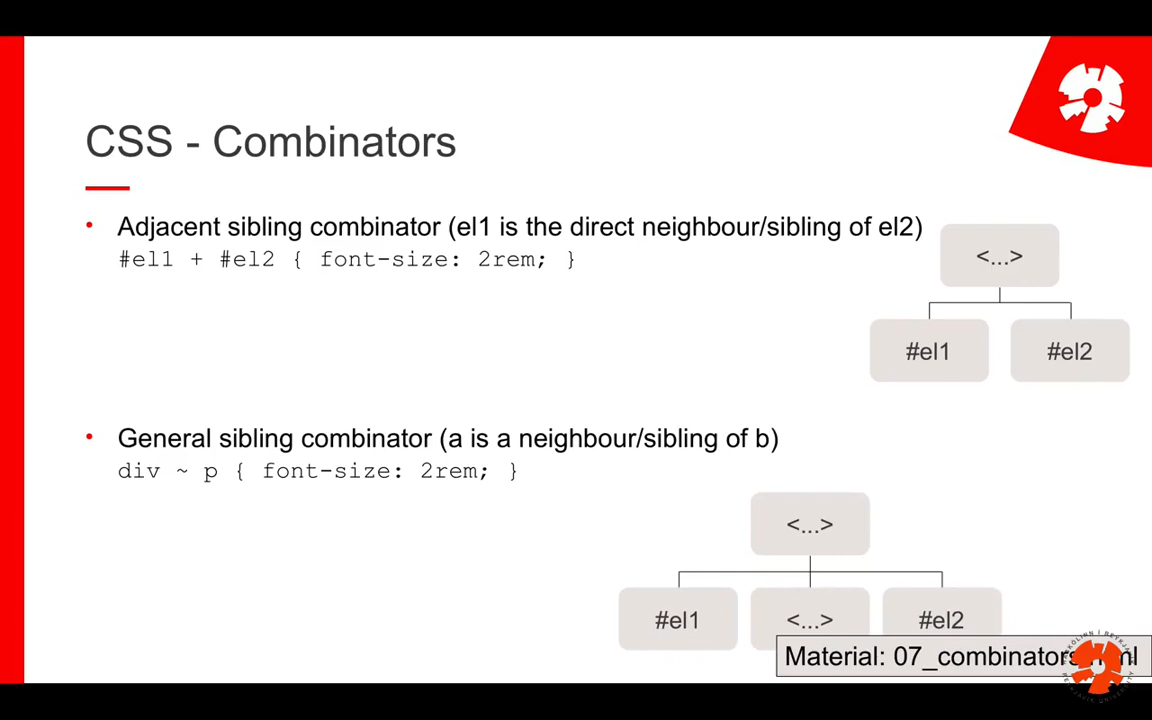 CSS - Combinators
• Adjacent sibling combinator (el1 is the direct neighbour/sibling of el2)
#el1 + #el2 { font-size: 2rem; }
<...>
#el1 #el2
• General sibling combinator (a is a neighbour/sibling of b)
div ~ p { font-size: 2rem; }
<...>
#el1 <...> #el2
Material: